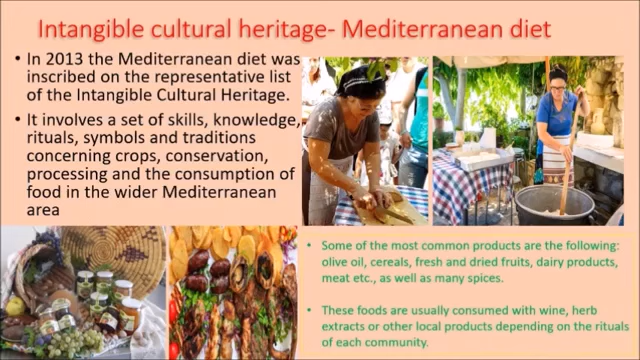 Intangible cultural heritage- Mediterranean diet
• In 2013 the Mediterranean diet was
inscribed on the representative list
of the Intangible Cultural Heritage.
• It involves a set of skills, knowledge,
rituals, symbols and traditions
concerning crops, conservation,
processing and the consumption of
food in the wider Mediterranean
area
• Some of the most common products are the following:
olive oil, cereals, fresh and dried fruits, dairy products,
meat etc., as well as many spices.
• These foods are usually consumed with wine, herb
extracts or other local products depending on the rituals
of each community.